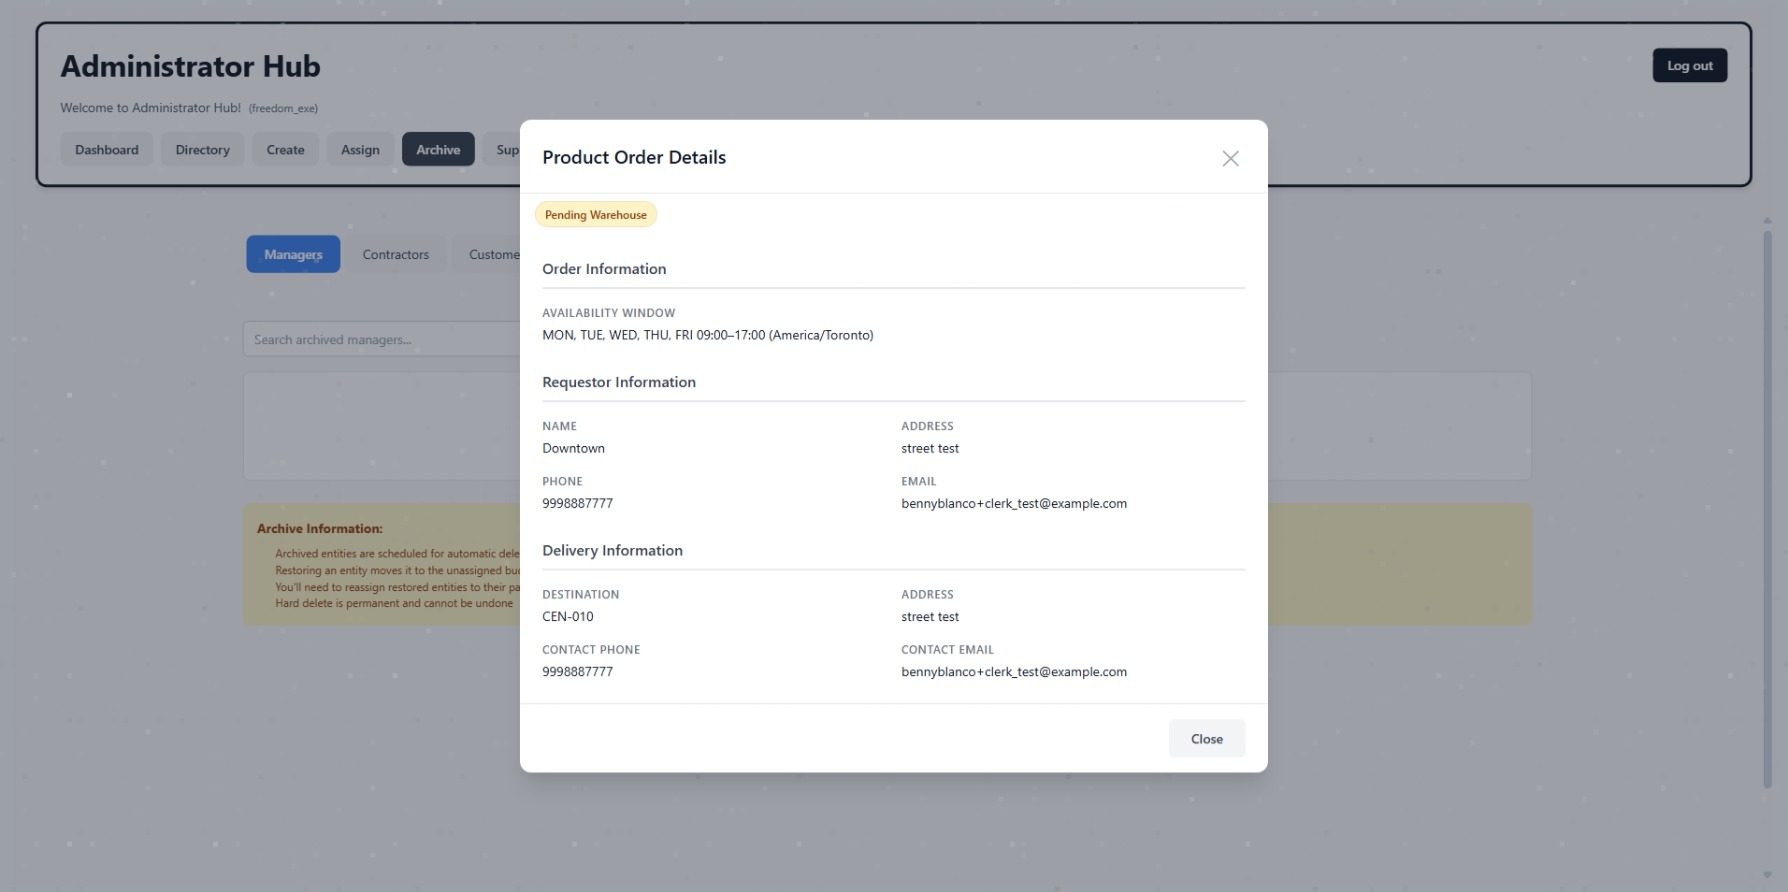 Administrator Hub
Log out
Welcome to Administrator Hub! (freedom_exe)
Dashboard
Directory
Create
Assign
Archive
Sup
Product Order Details
Pending Warehouse
Managers
Contractors
Custome
Order Information
AVAILABILITY WINDOW
MON, TUE, WED, THU, FRI 09:00–17:00 (America/Toronto)
Search archived managers...
Requestor Information
NAME
Downtown
ADDRESS
street test
PHONE
9998887777
EMAIL
bennyblanco+clerk_test@example.com
Archive Information:
Archived entities are scheduled for automatic dele
Restoring an entity moves it to the unassigned buc
You'll need to reassign restored entities to their pa
Hard delete is permanent and cannot be undone
Delivery Information
DESTINATION
CEN-010
ADDRESS
street test
CONTACT PHONE
9998887777
CONTACT EMAIL
bennyblanco+clerk_test@example.com
Close